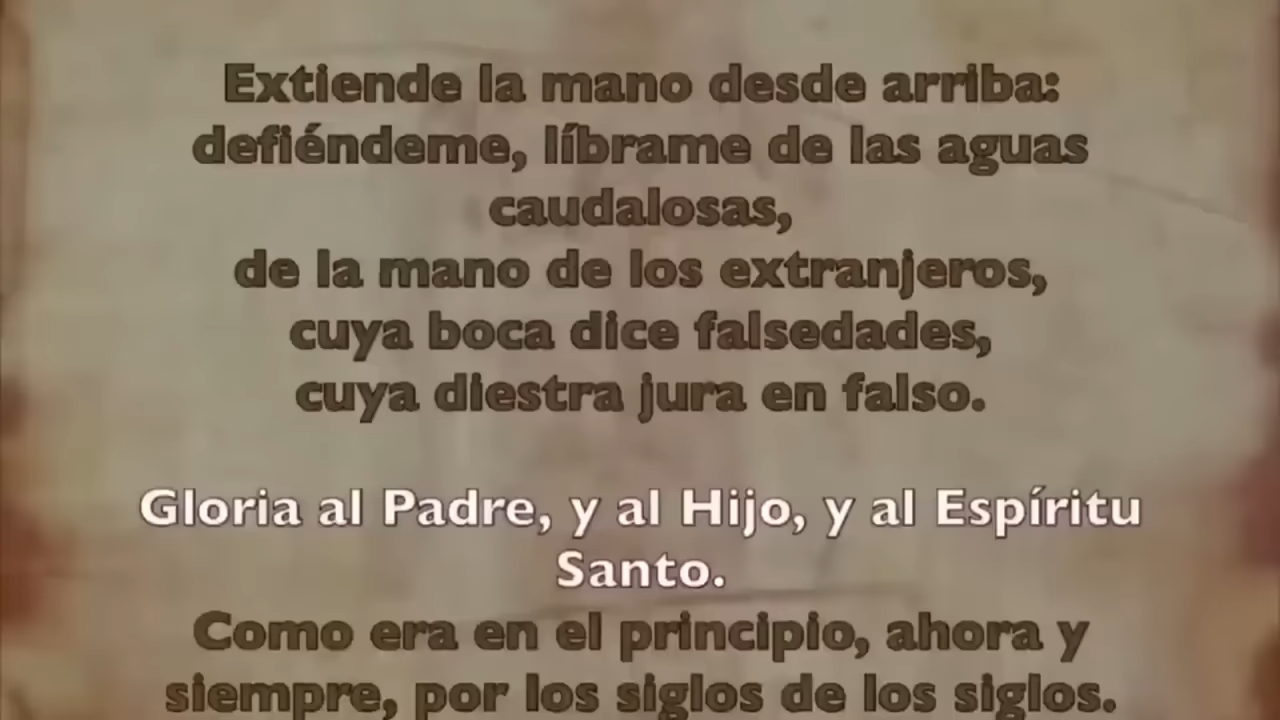 Extiende la mano desde arriba:
defiéndeme, líbrame de las aguas
caudalosas,
de la mano de los extranjeros,
cuya boca dice falsedades,
cuya diestra jura en falso.
Gloria al Padre, y al Hijo, y al Espíritu
Santo.
Como era en el principio, ahora y
siempre, por los siglos de los siglos.